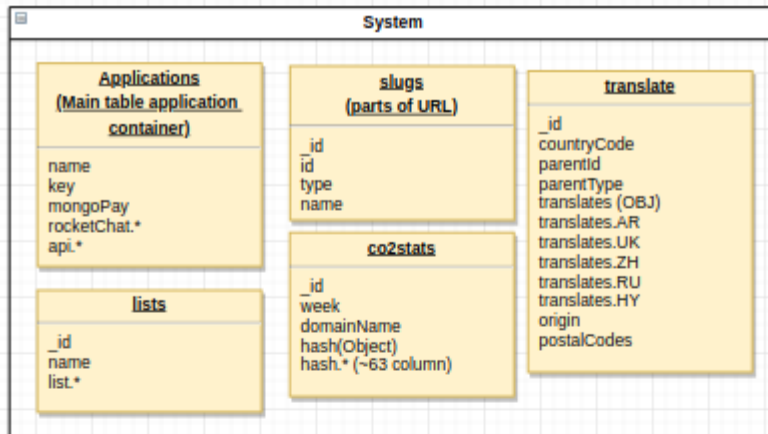 System
Applications
(Main table application
container)
name
key
mongoPay
rocketChat.*
api.*
lists
_id
name
list.*
slugs
(parts of URL)
_id
id
type
name
co2stats
_id
week
domainName
hash(Object)
hash.* (~63 column)
translate
_id
countryCode
parentId
parentType
translates (OBJ)
translates.AR
translates.UK
translates.ZH
translates.RU
translates.HY
origin
postalCodes